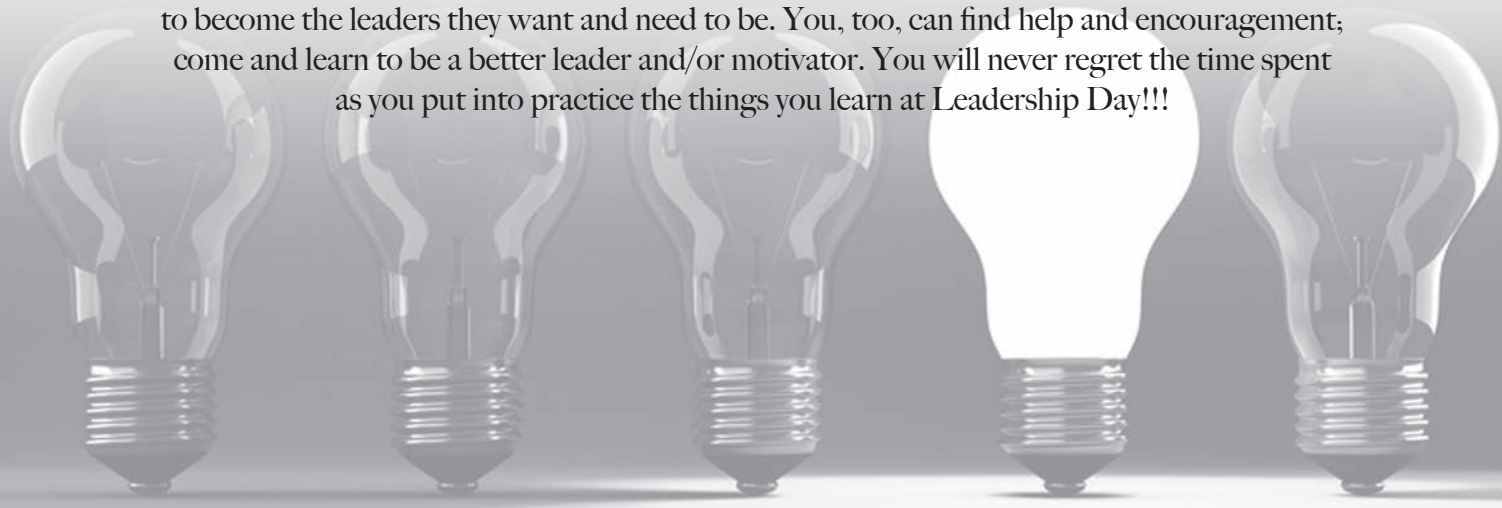 to become the leaders they want and need to be. You, too, can find help and encouragement;
come and learn to be a better leader and/or motivator. You will never regret the time spent
as you put into practice the things you learn at Leadership Day!!!